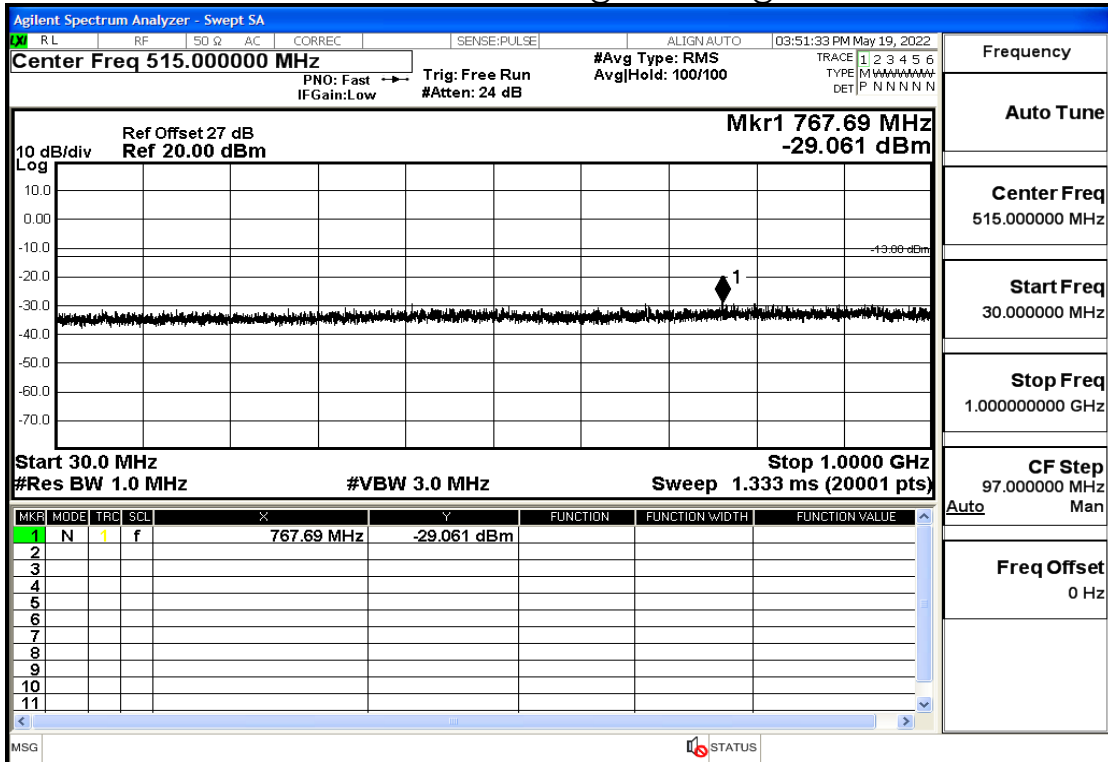 Agilent Spectrum Analyzer - Swept SA
LXI RL RF 50 Ω AC CORREC SENSE:PULSE ALIGN AUTO 03:51:33 PM May 19, 2022
Center Freq 515.000000 MHz
PNO: Fast
IFGain:Low
Trig: Free Run
#Atten: 24 dB
#Avg Type: RMS
Avg|Hold: 100/100
TRACE 1 2 3 4 5 6
TYPE M WWWWW
DET P N N N N N
Ref Offset 27 dB
Ref 20.00 dBm
10 dB/div
Log
Mkr1 767.69 MHz
-29.061 dBm
10.0
0.00
-10.0
-13.00 dBm
-20.0
1
-30.0
-40.0
-50.0
-60.0
-70.0
Start 30.0 MHz Stop 1.0000 GHz
#Res BW 1.0 MHz #VBW 3.0 MHz Sweep 1.333 ms (20001 pts)
MKR MODE TRC SCL X Y FUNCTION FUNCTION WIDTH FUNCTION VALUE
1 N 1 f 767.69 MHz -29.061 dBm
2
3
4
5
6
7
8
9
10
11
MSG STATUS
Frequency
Auto Tune
Center Freq
515.000000 MHz
Start Freq
30.000000 MHz
Stop Freq
1.000000000 GHz
CF Step
97.000000 MHz
Auto Man
Freq Offset
0 Hz